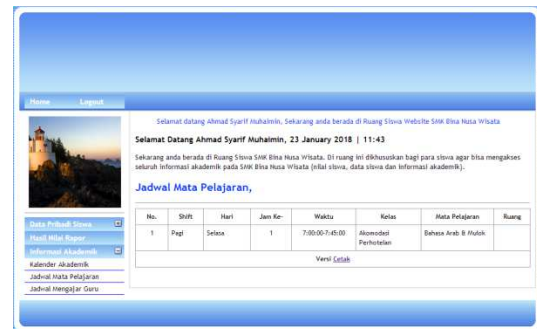 Home Logout
Selamat datang Ahmad Syarif Muhaimin, Sekarang anda berada di Ruang Siswa Website SMK Bina Nusa Wisata
Selamat Datang Ahmad Syarif Muhaimin, 23 January 2018 | 11:43
Sekarang anda berada di Ruang Siswa SMK Bina Nusa Wisata. Di ruang ini dikhususkan bagi para siswa agar bisa mengakses
seluruh informasi akademik pada SMK Bina Nusa Wisata (nilai siswa, data siswa dan informasi akademik).
Jadwal Mata Pelajaran,
No. Shift Hari Jam Ke- Waktu Kelas Mata Pelajaran Ruang
1 Pagi Selasa 1 7:00:00-7:45:00 Akomodasi Perhotelan Bahasa Arab & Mulok
Versi Cetak
Data Pribadi Siswa
Hasil Nilai Rapor
Informasi Akademik
Kalender Akademik
Jadwal Mata Pelajaran
Jadwal Mengajar Guru